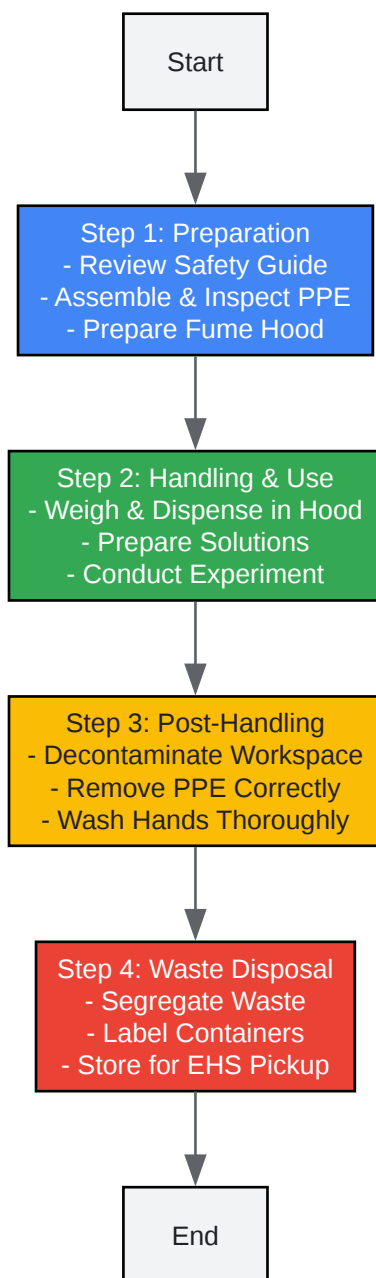 Start
Step 1: Preparation
- Review Safety Guide
- Assemble & Inspect PPE
- Prepare Fume Hood
Step 2: Handling & Use
- Weigh & Dispense in Hood
- Prepare Solutions
- Conduct Experiment
Step 3: Post-Handling
- Decontaminate Workspace
- Remove PPE Correctly
- Wash Hands Thoroughly
Step 4: Waste Disposal
- Segregate Waste
- Label Containers
- Store for EHS Pickup
End